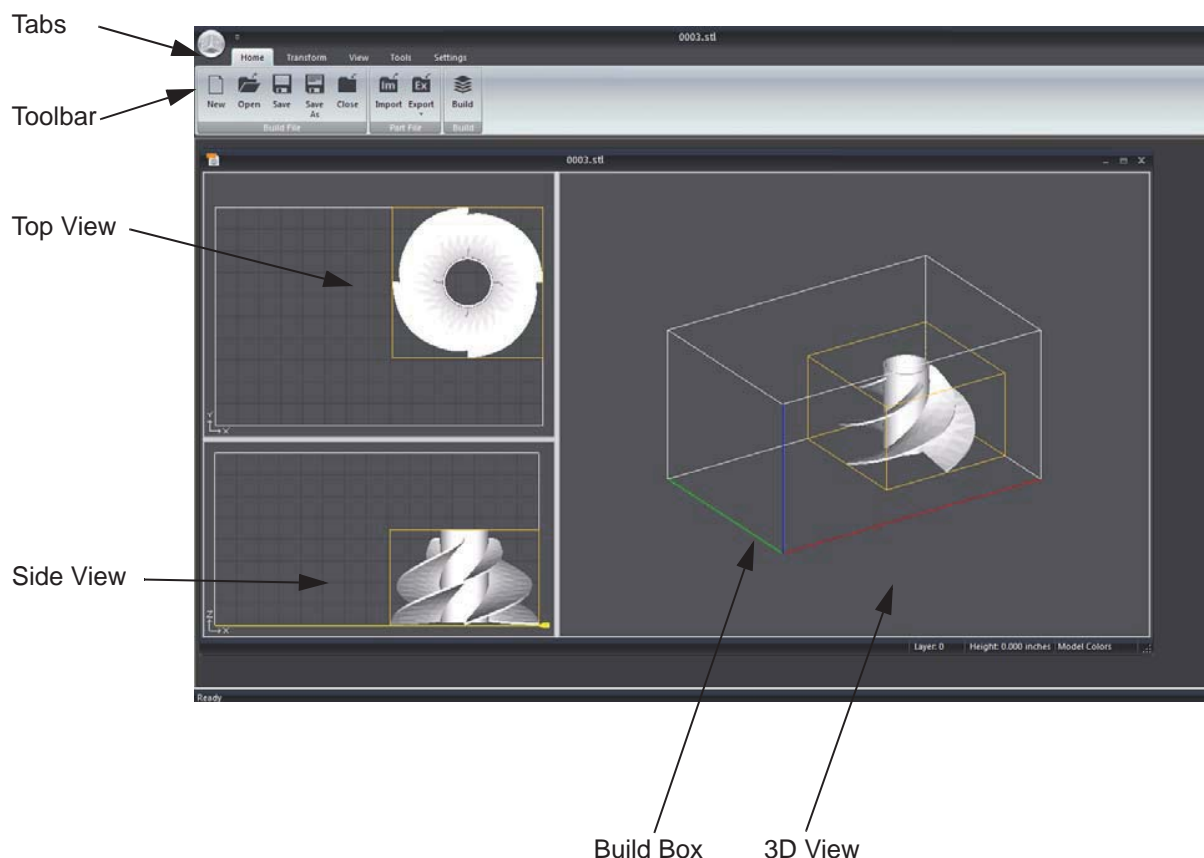 Tabs
0003.stl
Home Transform View Tools Settings
Toolbar
New Open Save Save As Close Import Export Build
Im Ex
Build File Part File Build
0003.stl
Top View
Y
X
Side View
Z
X
Layer: 0 Height: 0.000 inches Model Colors
Ready
Build Box 3D View